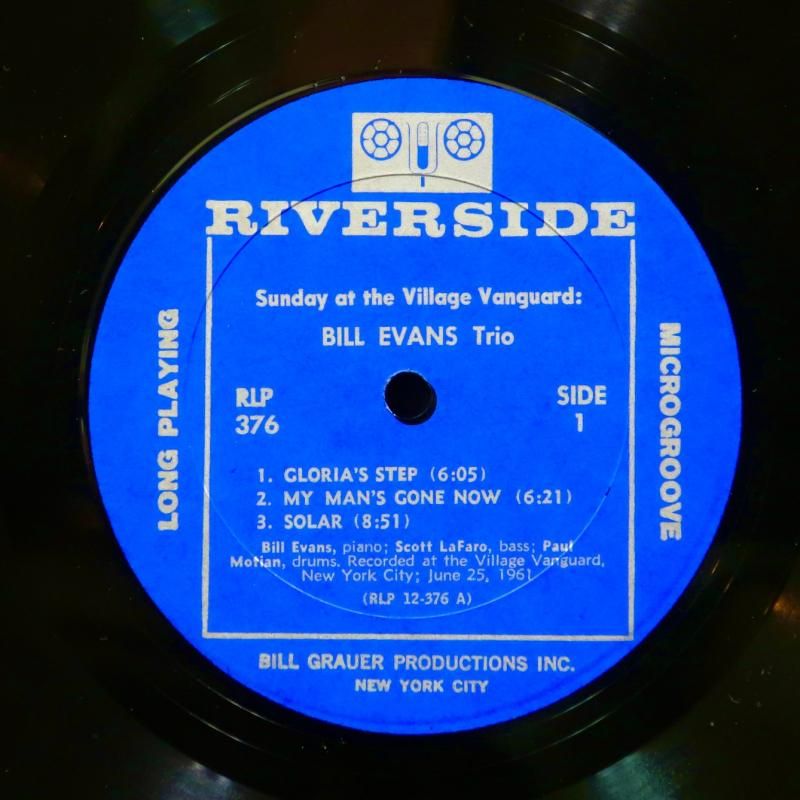 RIVERSIDE
Sunday at the Village Vanguard:
BILL EVANS Trio
LONG PLAYING
MICROGROOVE
RLP
376
SIDE
1
1. GLORIA'S STEP (6:05)
2. MY MAN'S GONE NOW (6:21)
3. SOLAR (8:51)
Bill Evans, piano; Scott LaFaro, bass; Paul
Motian, drums. Recorded at the Village Vanguard,
New York City; June 25, 1961
(RLP 12-376 A)
BILL GRAUER PRODUCTIONS INC.
NEW YORK CITY